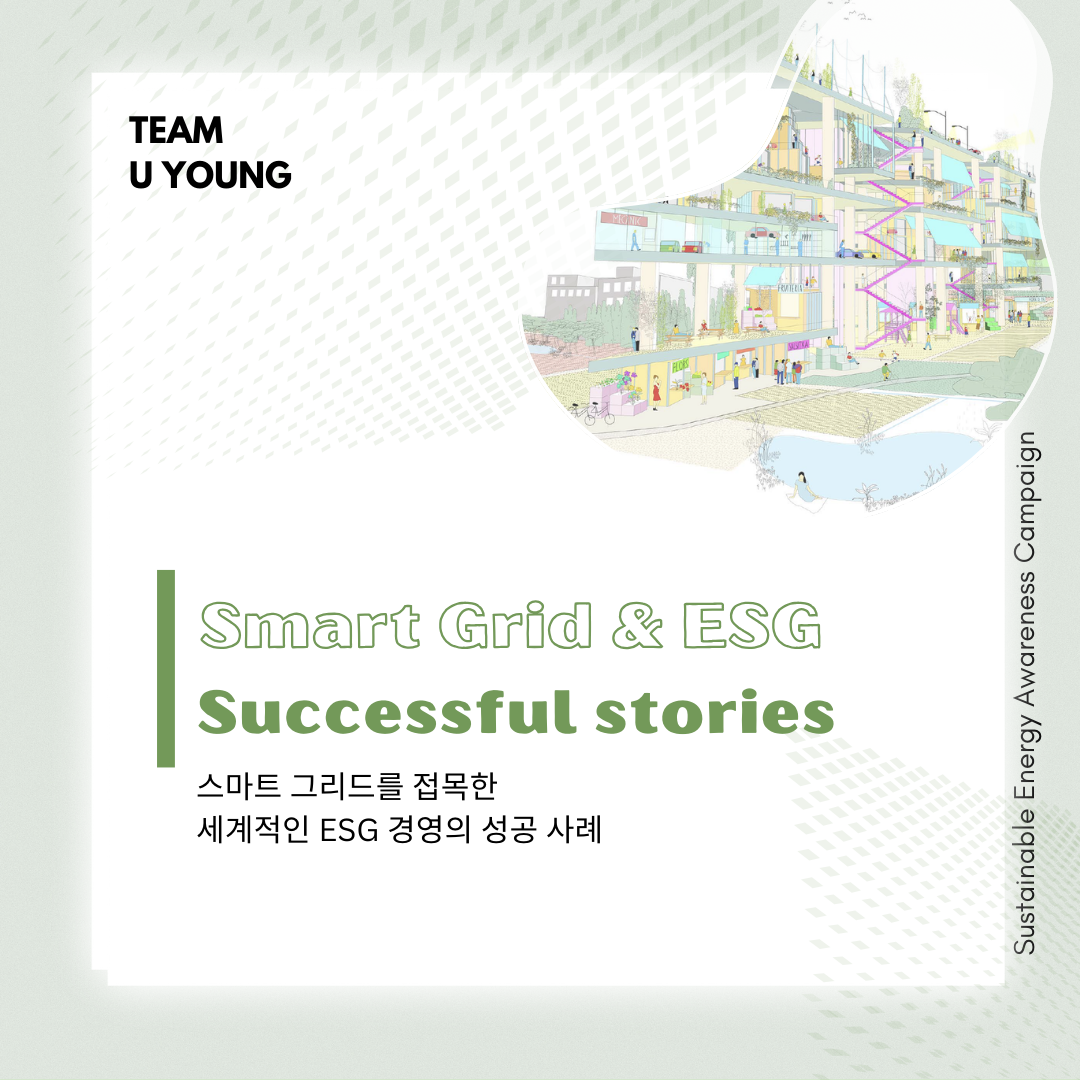 TEAM
U YOUNG
FLORS
Smart Grid & ESG
Successful stories
스마트 그리드를 접목한
세계적인 ESG 경영의 성공 사례
Sustainable Energy Awareness Campaign